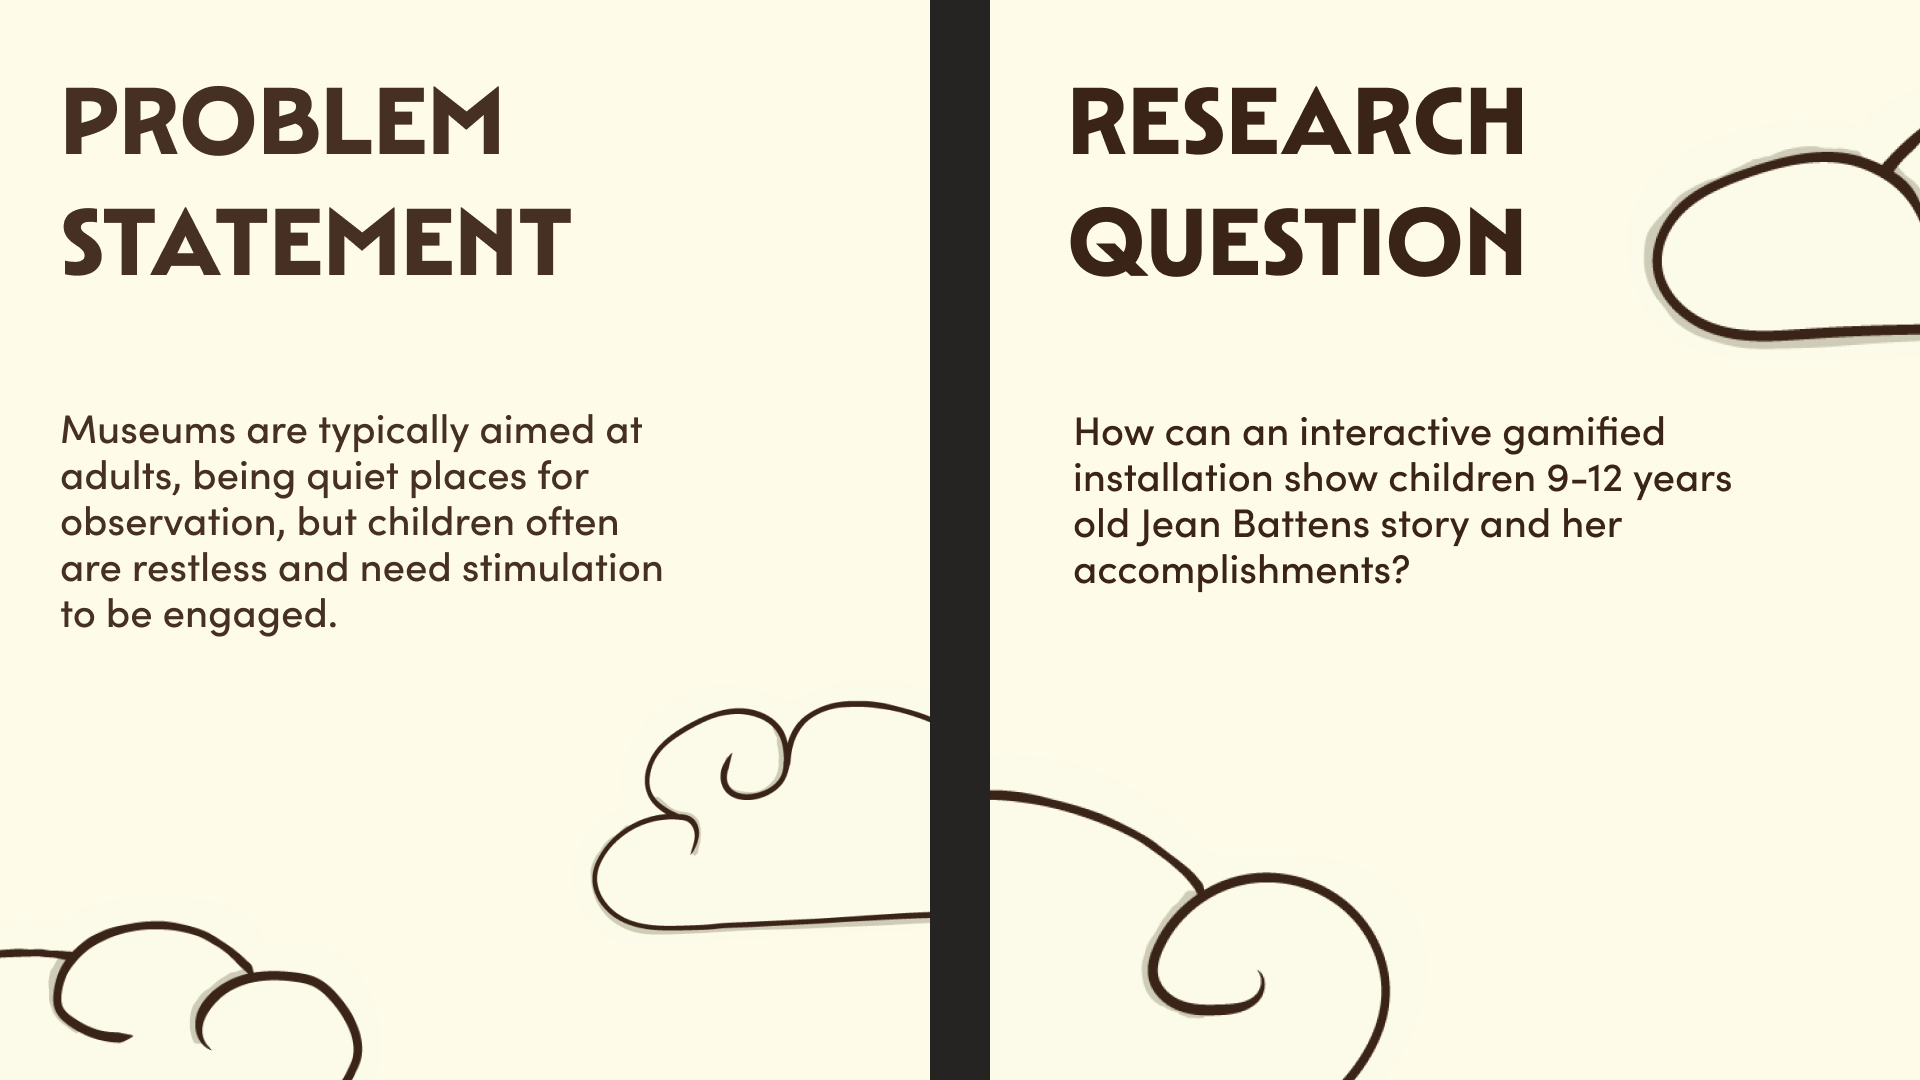 PROBLEM
STATEMENT
Museums are typically aimed at
adults, being quiet places for
observation, but children often
are restless and need stimulation
to be engaged.
RESEARCH
QUESTION
How can an interactive gamified
installation show children 9-12 years
old Jean Battens story and her
accomplishments?